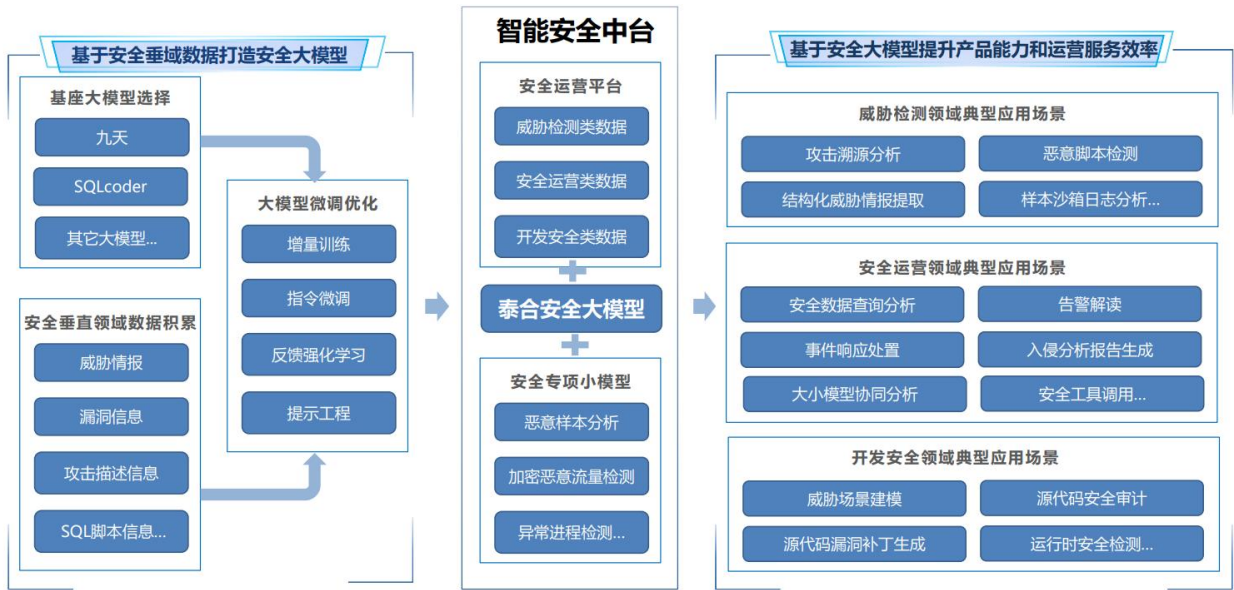 基于安全垂域数据打造安全大模型
基座大模型选择
九天
SQLcoder
其它大模型...
安全垂直领域数据积累
威胁情报
漏洞信息
攻击描述信息
SQL脚本信息...
大模型微调优化
增量训练
指令微调
反馈强化学习
提示工程
智能安全中台
安全运营平台
威胁检测类数据
安全运营类数据
开发安全类数据
泰合安全大模型
安全专项小模型
恶意样本分析
加密恶意流量检测
异常进程检测...
基于安全大模型提升产品能力和运营服务效率
威胁检测领域典型应用场景
攻击溯源分析
恶意脚本检测
结构化威胁情报提取
样本沙箱日志分析...
安全运营领域典型应用场景
安全数据查询分析
告警解读
事件响应处置
入侵分析报告生成
大小模型协同分析
安全工具调用...
开发安全领域典型应用场景
威胁场景建模
源代码安全审计
源代码漏洞补丁生成
运行时安全检测...